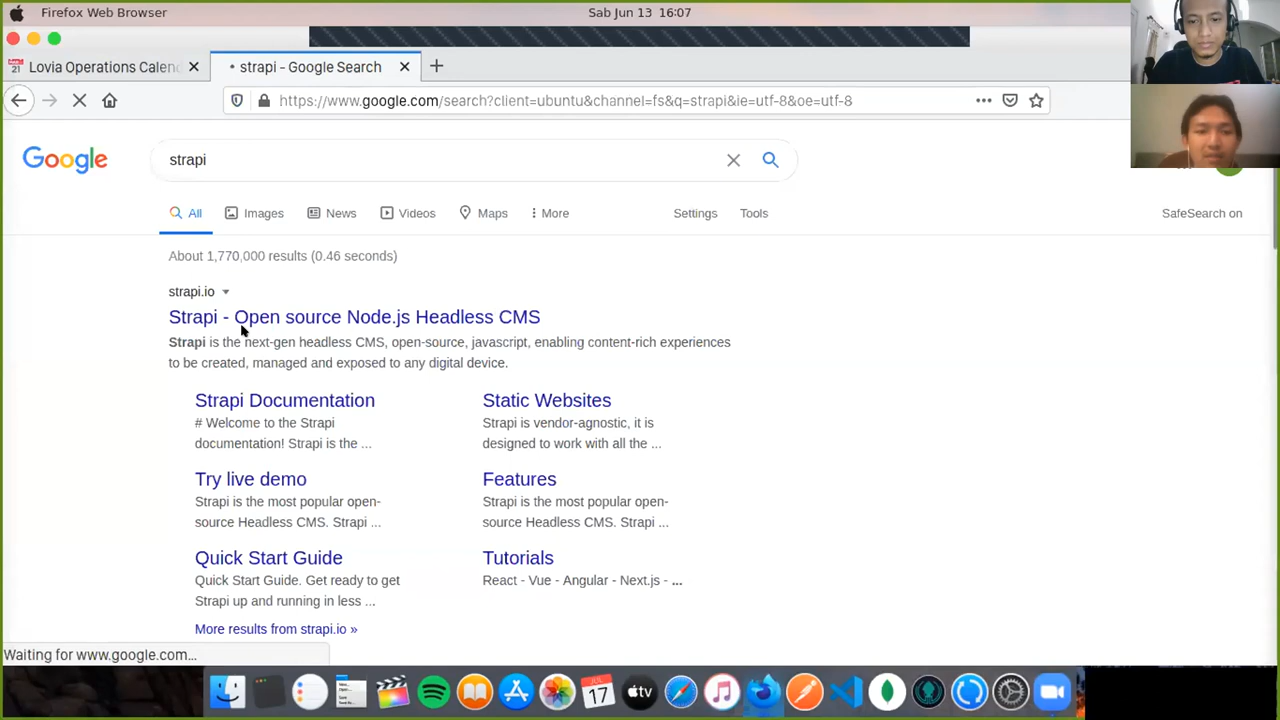 Firefox Web Browser
Sab Jun 13 16:07
Lovia Operations Calend
strapi - Google Search
https://www.google.com/search?client=ubuntu&channel=fs&q=strapi&ie=utf-8&oe=utf-8
Google
strapi
All Images News Videos Maps More Settings Tools SafeSearch on
About 1,770,000 results (0.46 seconds)
strapi.io
Strapi - Open source Node.js Headless CMS
Strapi is the next-gen headless CMS, open-source, javascript, enabling content-rich experiences
to be created, managed and exposed to any digital device.
Strapi Documentation
# Welcome to the Strapi
documentation! Strapi is the ...
Static Websites
Strapi is vendor-agnostic, it is
designed to work with all the ...
Try live demo
Strapi is the most popular open-
source Headless CMS. Strapi ...
Features
Strapi is the most popular open-
source Headless CMS. Strapi ...
Quick Start Guide
Quick Start Guide. Get ready to get
Strapi up and running in less ...
Tutorials
React - Vue - Angular - Next.js - ...
More results from strapi.io »
Waiting for www.google.com...
JUL
17
tv